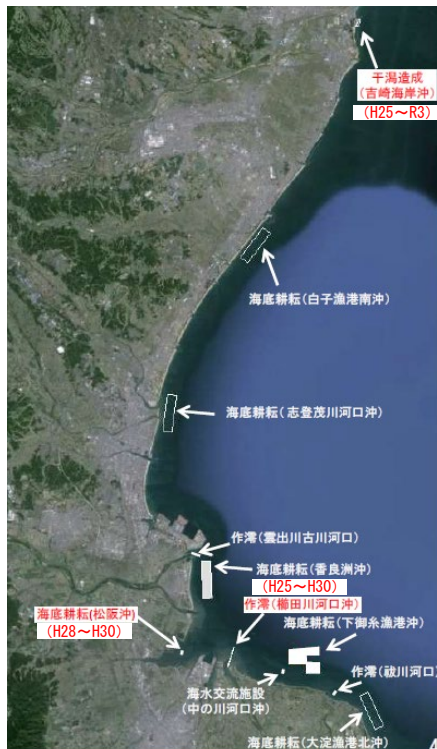 干潟造成
(吉崎海岸沖)
(H25～R3)
海底耕耘(白子漁港南沖)
海底耕耘(志登茂川河口沖)
作澪(雲出川古川河口)
海底耕耘(香良洲沖)
(H25～H30)
作澪(櫛田川河口沖)
海底耕耘(松阪沖)
(H28～H30)
海底耕耘(下御糸漁港沖)
作澪(祓川河口)
海水交流施設
(中の川河口沖)
海底耕耘(大淀漁港北沖)